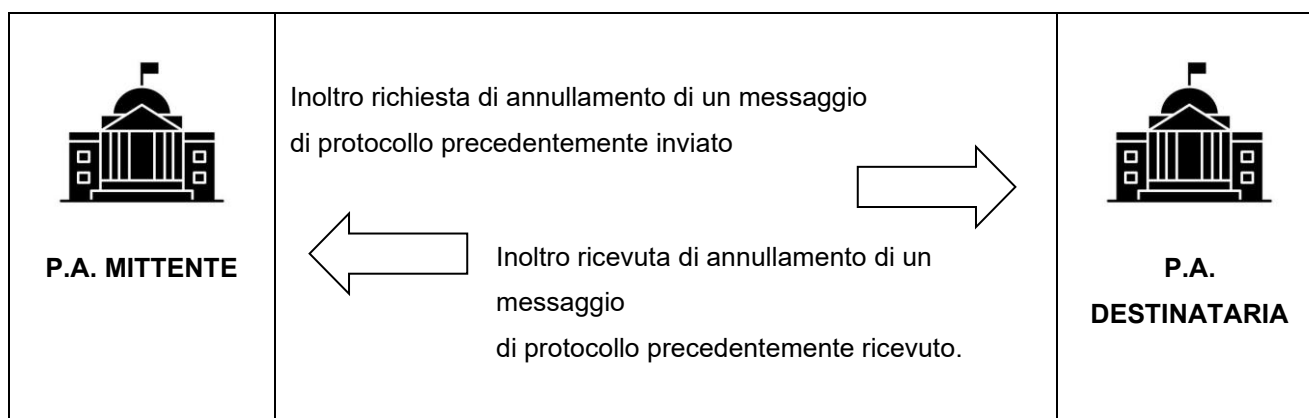 Inoltro richiesta di annullamento di un messaggio
di protocollo precedentemente inviato
P.A. MITTENTE
Inoltro ricevuta di annullamento di un
messaggio
di protocollo precedentemente ricevuto.
P.A.
DESTINATARIA